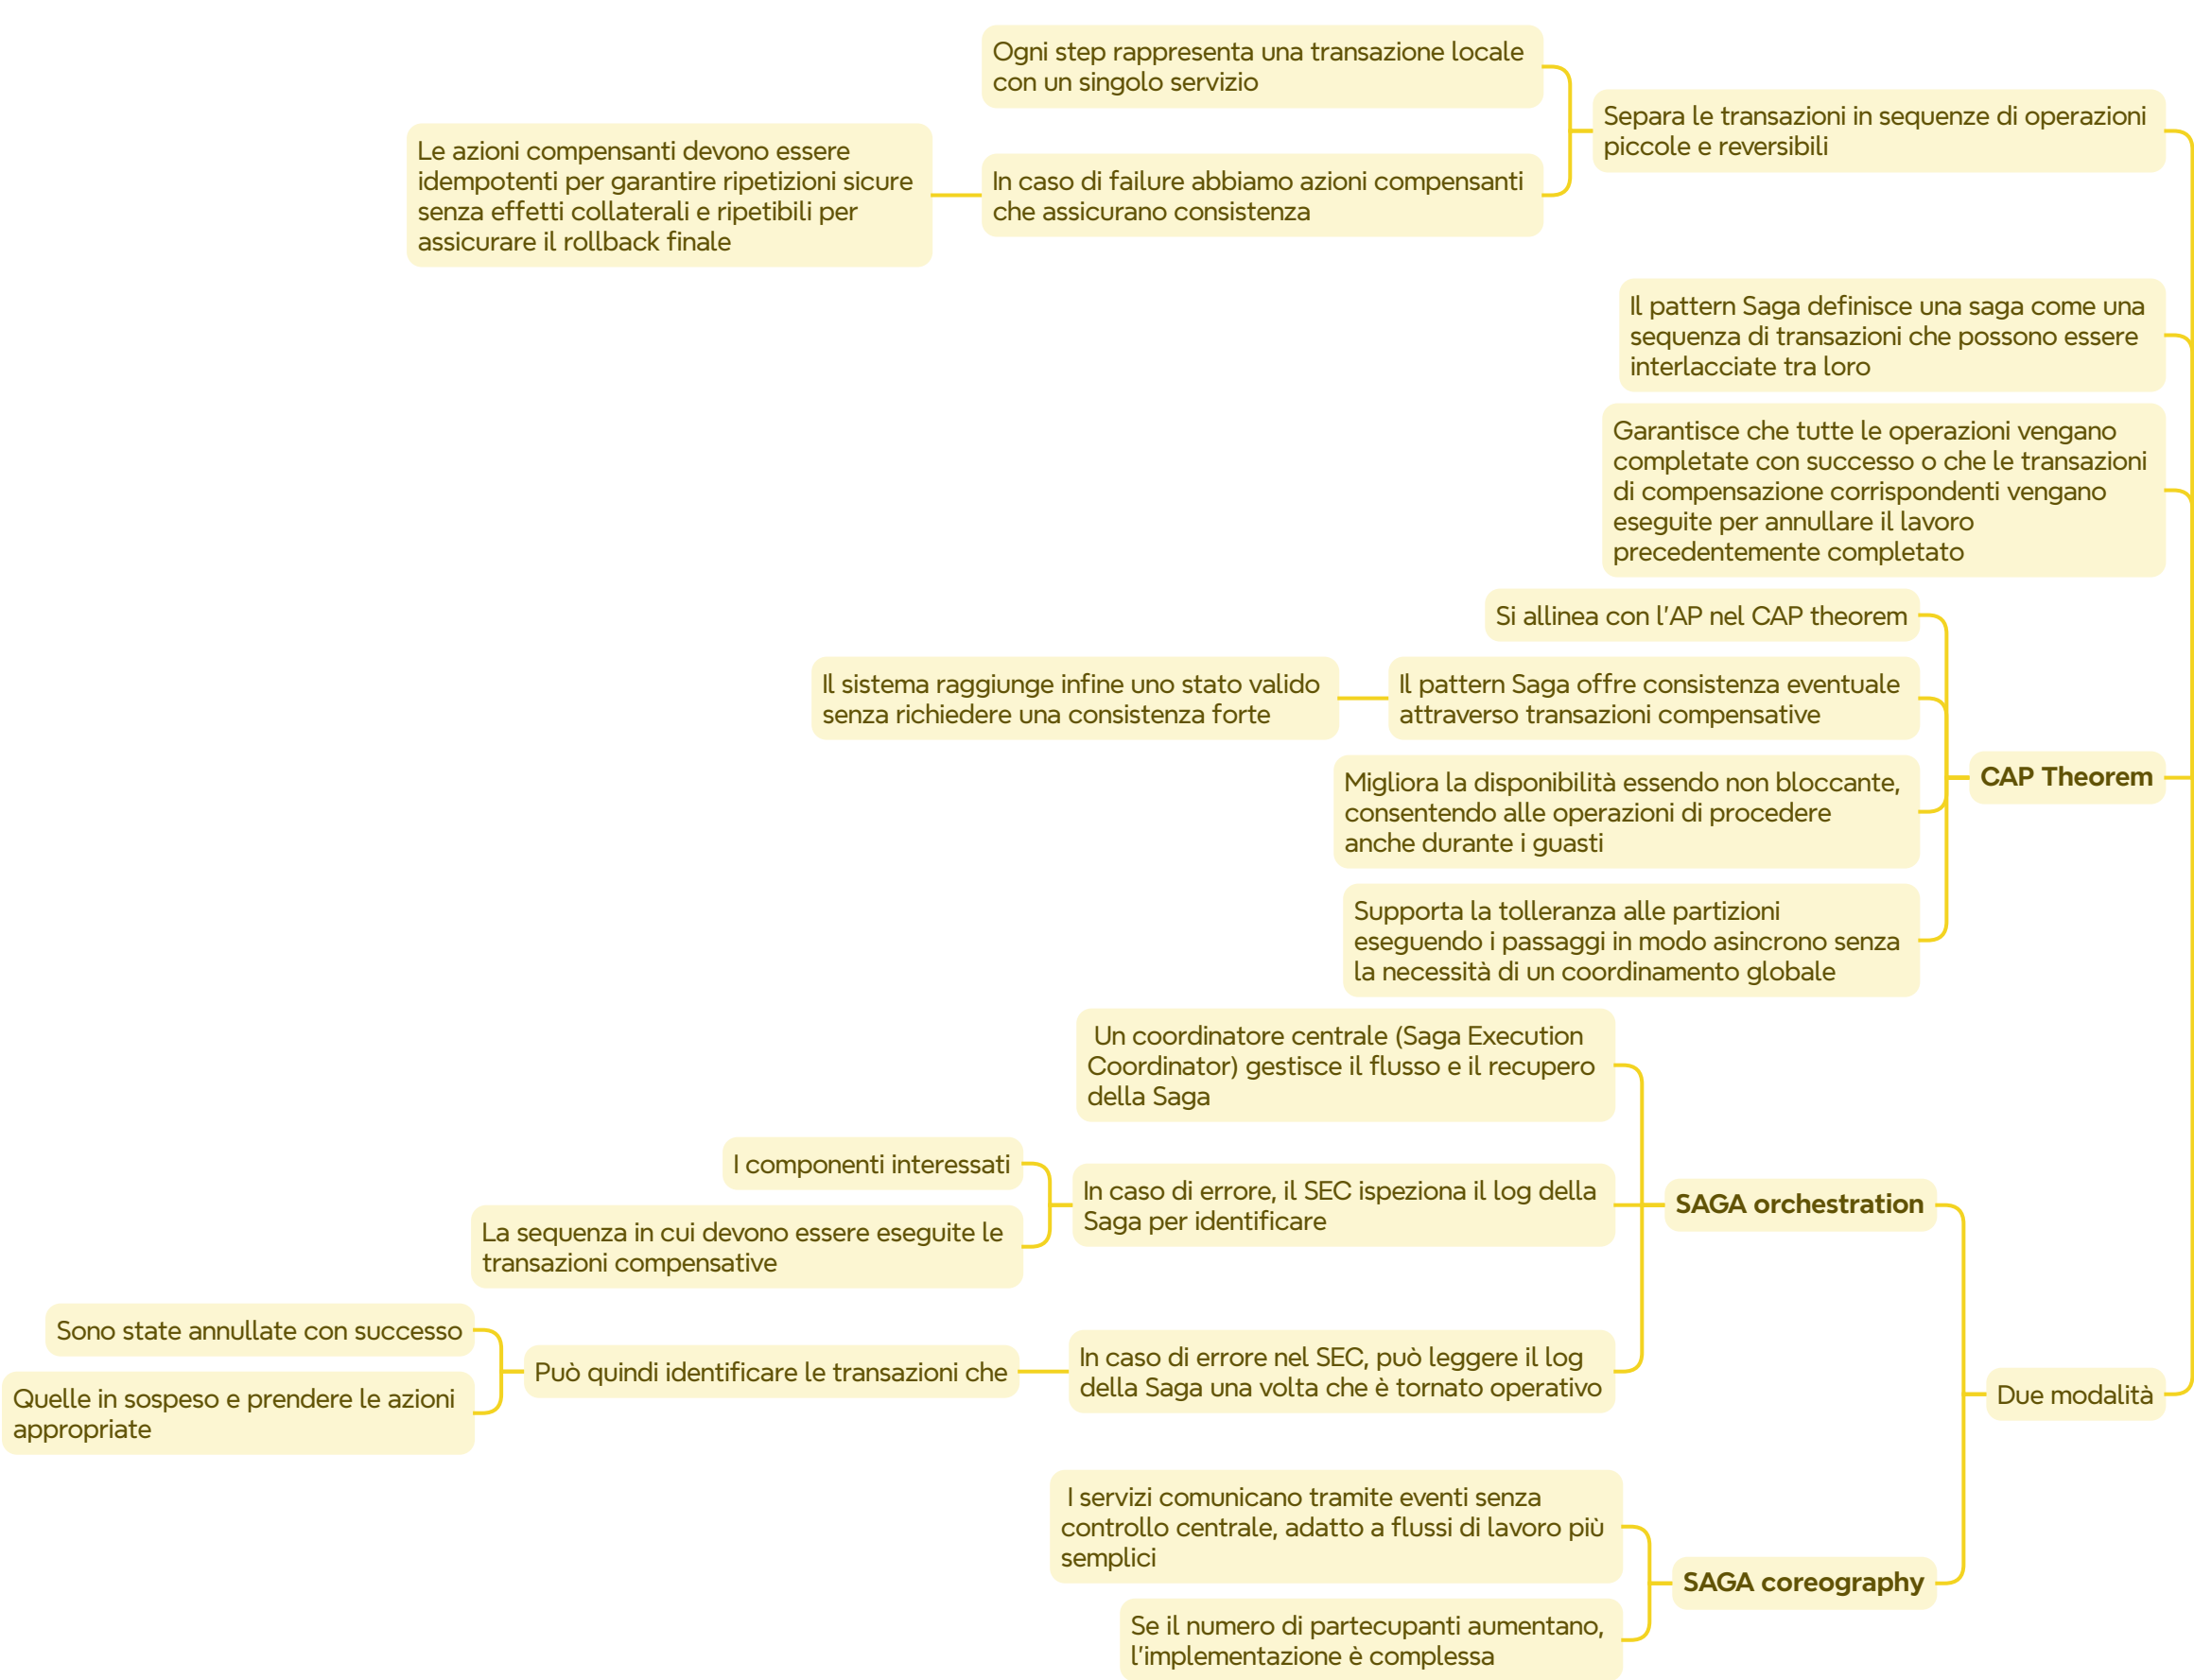 Ogni step rappresenta una transazione locale
con un singolo servizio
Separa le transazioni in sequenze di operazioni
piccole e reversibili
Le azioni compensanti devono essere
idempotenti per garantire ripetizioni sicure
senza effetti collaterali e ripetibili per
assicurare il rollback finale
In caso di failure abbiamo azioni compensanti
che assicurano consistenza
Il pattern Saga definisce una saga come una
sequenza di transazioni che possono essere
interlacciate tra loro
Garantisce che tutte le operazioni vengano
completate con successo o che le transazioni
di compensazione corrispondenti vengano
eseguite per annullare il lavoro
precedentemente completato
Si allinea con l'AP nel CAP theorem
Il sistema raggiunge infine uno stato valido
senza richiedere una consistenza forte
Il pattern Saga offre consistenza eventuale
attraverso transazioni compensative
CAP Theorem
Migliora la disponibilità essendo non bloccante,
consentendo alle operazioni di procedere
anche durante i guasti
Supporta la tolleranza alle partizioni
eseguendo i passaggi in modo asincrono senza
la necessità di un coordinamento globale
Un coordinatore centrale (Saga Execution
Coordinator) gestisce il flusso e il recupero
della Saga
I componenti interessati
La sequenza in cui devono essere eseguite le
transazioni compensative
In caso di errore, il SEC ispeziona il log della
Saga per identificare
SAGA orchestration
Sono state annullate con successo
Quelle in sospeso e prendere le azioni
appropriate
Può quindi identificare le transazioni che
In caso di errore nel SEC, può leggere il log
della Saga una volta che è tornato operativo
Due modalità
I servizi comunicano tramite eventi senza
controllo centrale, adatto a flussi di lavoro più
semplici
SAGA coreography
Se il numero di partecupanti aumentano,
l'implementazione è complessa